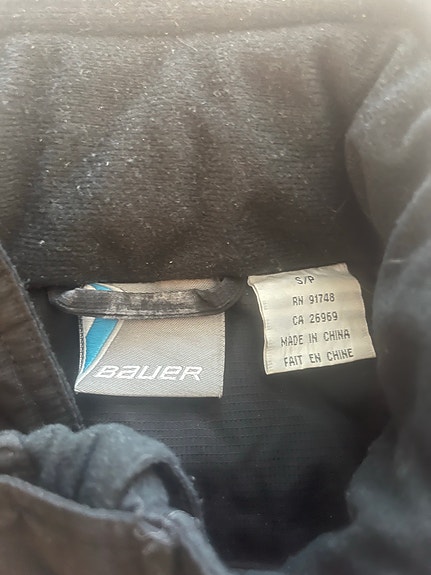 BAUER
S/P
RN 91748
CA 26969
MADE IN CHINA
FAIT EN CHINE